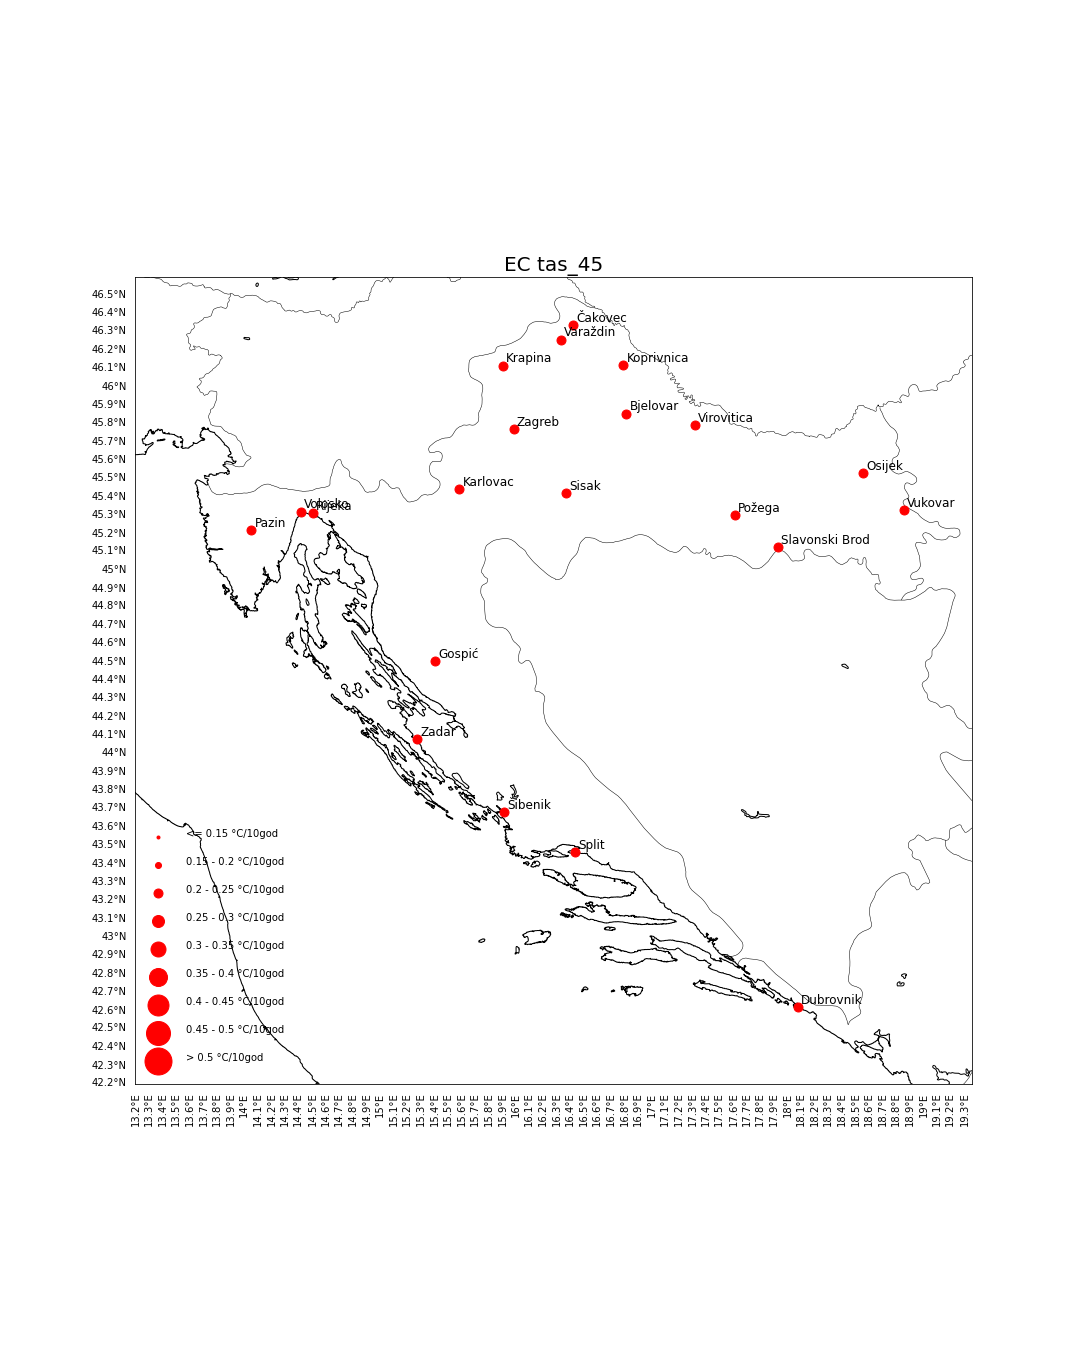 EC tas_45
46.5°N
46.4°N
46.3°N
46.2°N
46.1°N
46°N
45.9°N
45.8°N
45.7°N
45.6°N
45.5°N
45.4°N
45.3°N
45.2°N
45.1°N
45°N
44.9°N
44.8°N
44.7°N
44.6°N
44.5°N
44.4°N
44.3°N
44.2°N
44.1°N
44°N
43.9°N
43.8°N
43.7°N
43.6°N
43.5°N
43.4°N
43.3°N
43.2°N
43.1°N
43°N
42.9°N
42.8°N
42.7°N
42.6°N
42.5°N
42.4°N
42.3°N
42.2°N
Čakovec
Varaždin
Krapina
Koprivnica
Bjelovar
Zagreb
Virovitica
Osijek
Karlovac
Sisak
Vukovar
Volosko
Rijeka
Požega
Pazin
Slavonski Brod
Gospić
Zadar
Šibenik
Split
Dubrovnik
<= 0.15 °C/10god
0.15 - 0.2 °C/10god
0.2 - 0.25 °C/10god
0.25 - 0.3 °C/10god
0.3 - 0.35 °C/10god
0.35 - 0.4 °C/10god
0.4 - 0.45 °C/10god
0.45 - 0.5 °C/10god
> 0.5 °C/10god
13.2°E
13.3°E
13.4°E
13.5°E
13.6°E
13.7°E
13.8°E
13.9°E
14°E
14.1°E
14.2°E
14.3°E
14.4°E
14.5°E
14.6°E
14.7°E
14.8°E
14.9°E
15°E
15.1°E
15.2°E
15.3°E
15.4°E
15.5°E
15.6°E
15.7°E
15.8°E
15.9°E
16°E
16.1°E
16.2°E
16.3°E
16.4°E
16.5°E
16.6°E
16.7°E
16.8°E
16.9°E
17°E
17.1°E
17.2°E
17.3°E
17.4°E
17.5°E
17.6°E
17.7°E
17.8°E
17.9°E
18°E
18.1°E
18.2°E
18.3°E
18.4°E
18.5°E
18.6°E
18.7°E
18.8°E
18.9°E
19°E
19.1°E
19.2°E
19.3°E